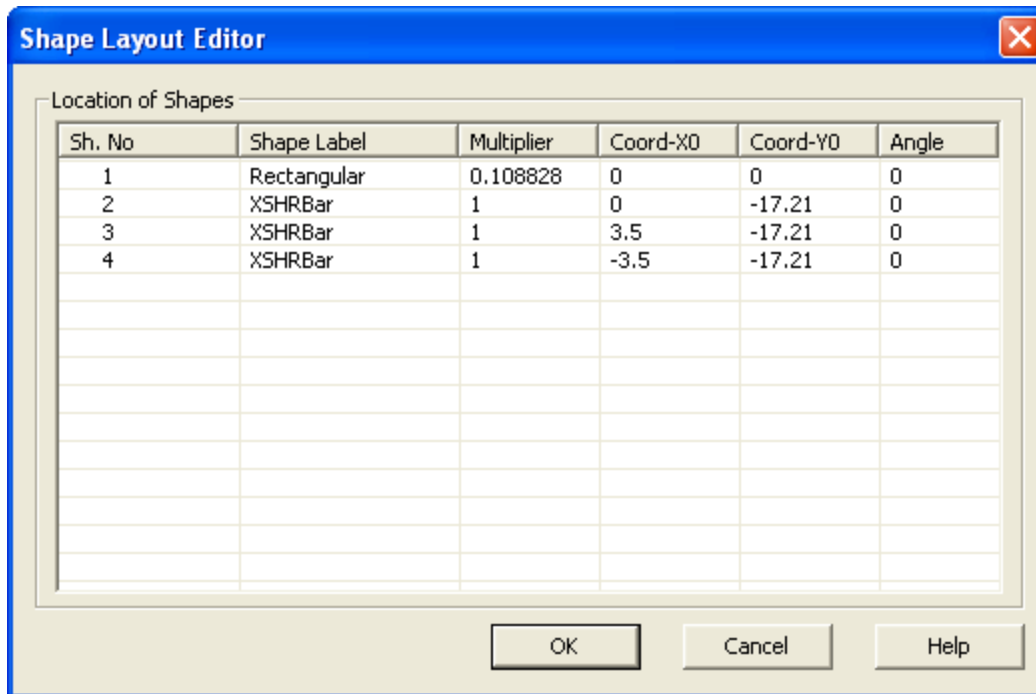 Shape Layout Editor
Location of Shapes
Sh. No Shape Label Multiplier Coord-X0 Coord-Y0 Angle
1 Rectangular 0.108828 0 0 0
2 XSHRBar 1 0 -17.21 0
3 XSHRBar 1 3.5 -17.21 0
4 XSHRBar 1 -3.5 -17.21 0
OK Cancel Help